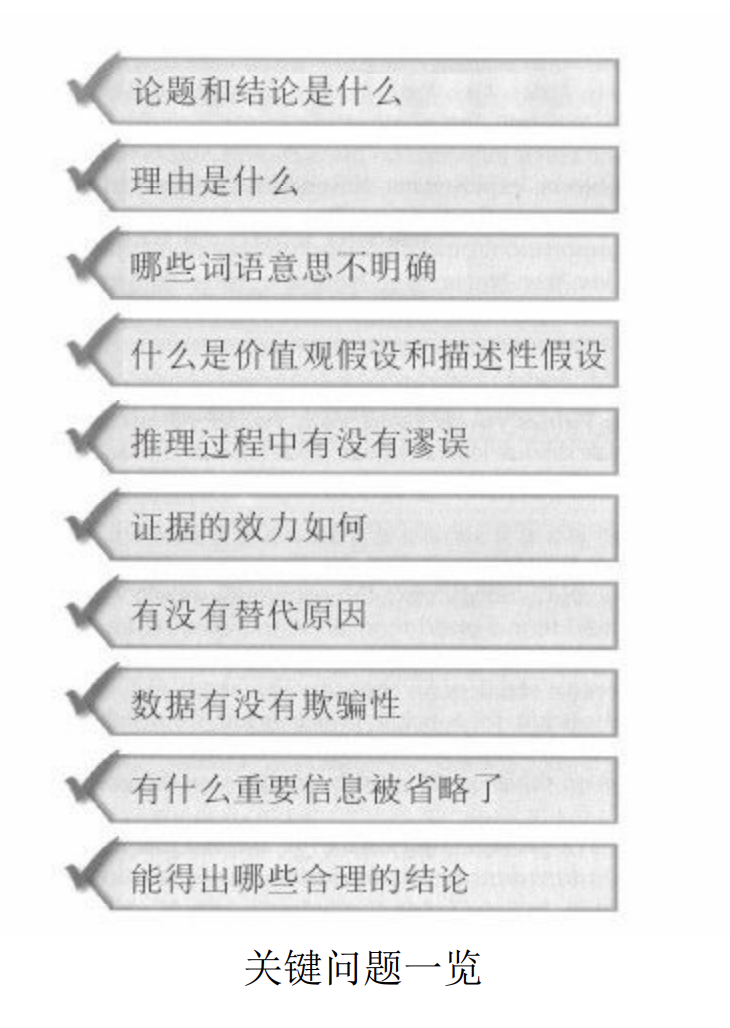 论题和结论是什么
理由是什么
哪些词语意思不明确
什么是价值观假设和描述性假设
推理过程中有没有谬误
证据的效力如何
有没有替代原因
数据有没有欺骗性
有什么重要信息被省略了
能得出哪些合理的结论
关键问题一览